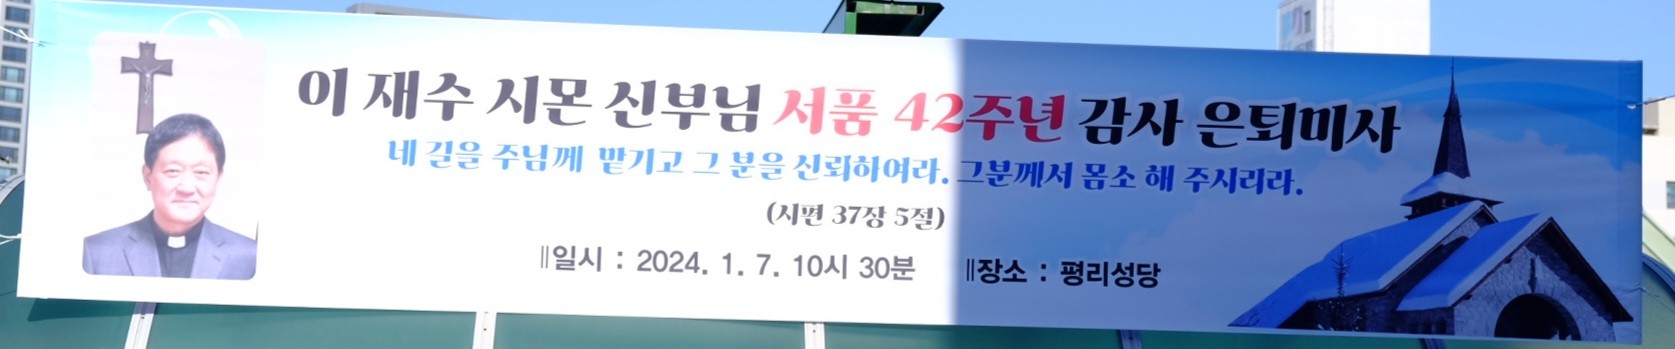 이 재수 시몬 신부님 서품 42주년 감사 은퇴미사
네 길을 주님께 맡기고 그 분을 신뢰하여라. 그분께서 몸소 해 주시리라.
(시편 37장 5절)
∥일시 : 2024. 1. 7. 10시 30분 ∥장소 : 평리성당